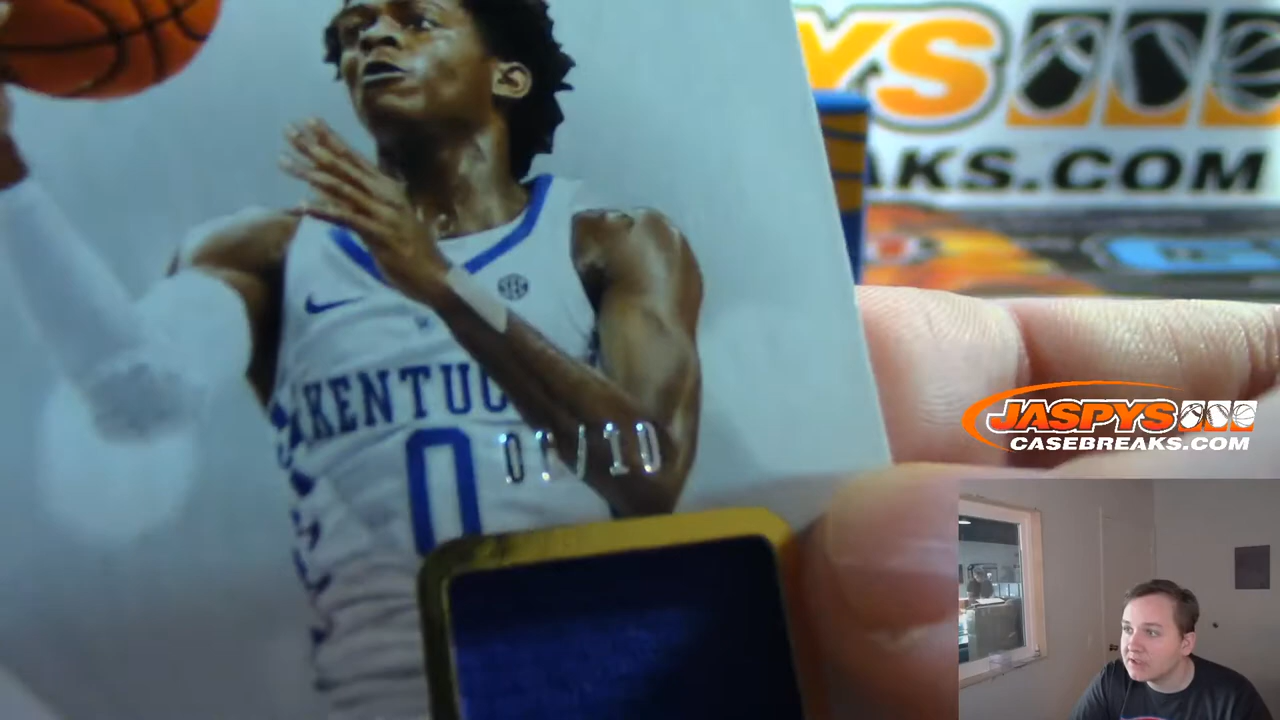 YS
AKS.COM
SEC
KENTUC
0
01/10
JASPYS
CASEBREAKS.COM